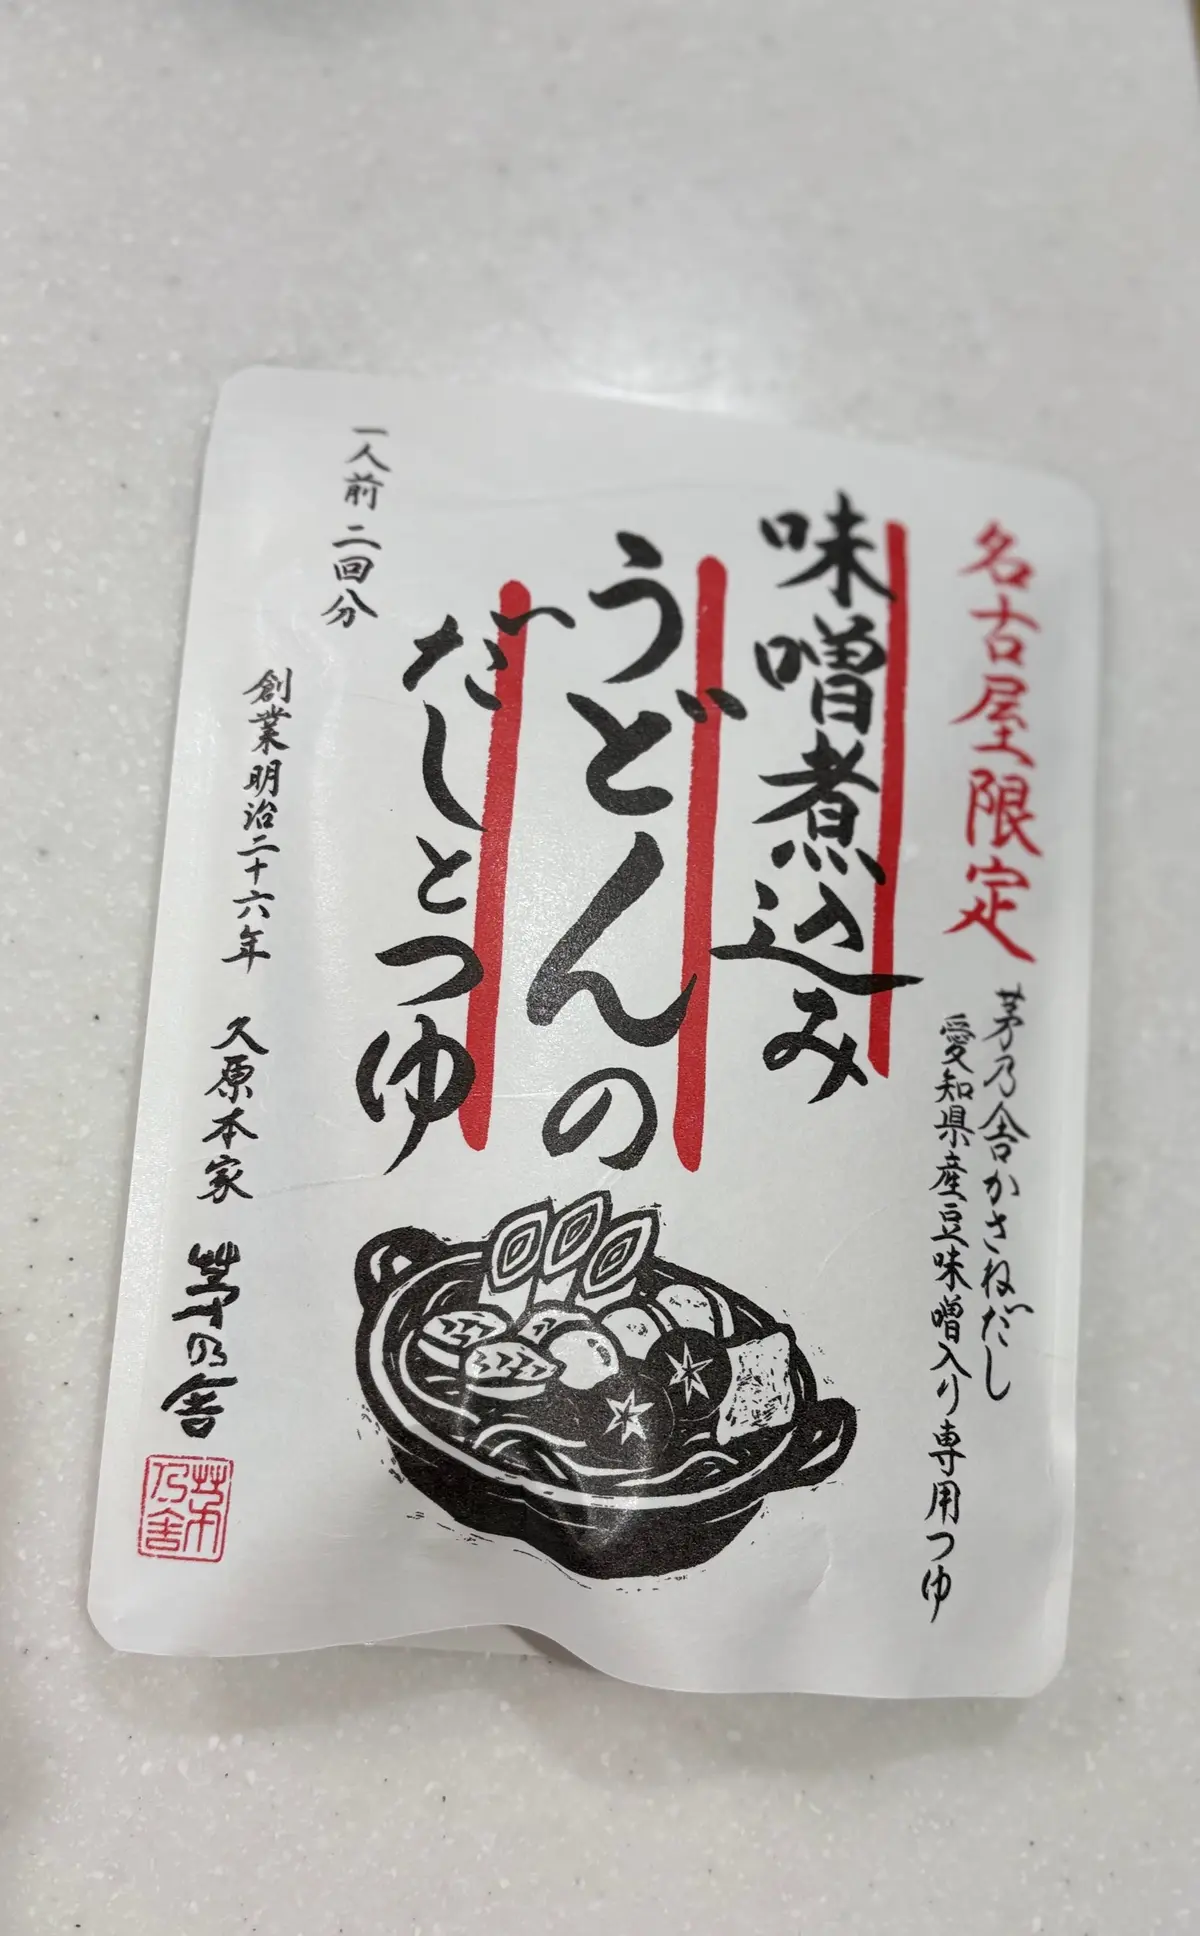 名古屋限定
茅乃舎かさねだし
愛知県産豆味噌入り専用つゆ
味噌煮込み
うどんの
だしとつゆ
一人前 二回分
創業明治二十六年 久原本家 茅乃舎
茅乃舎